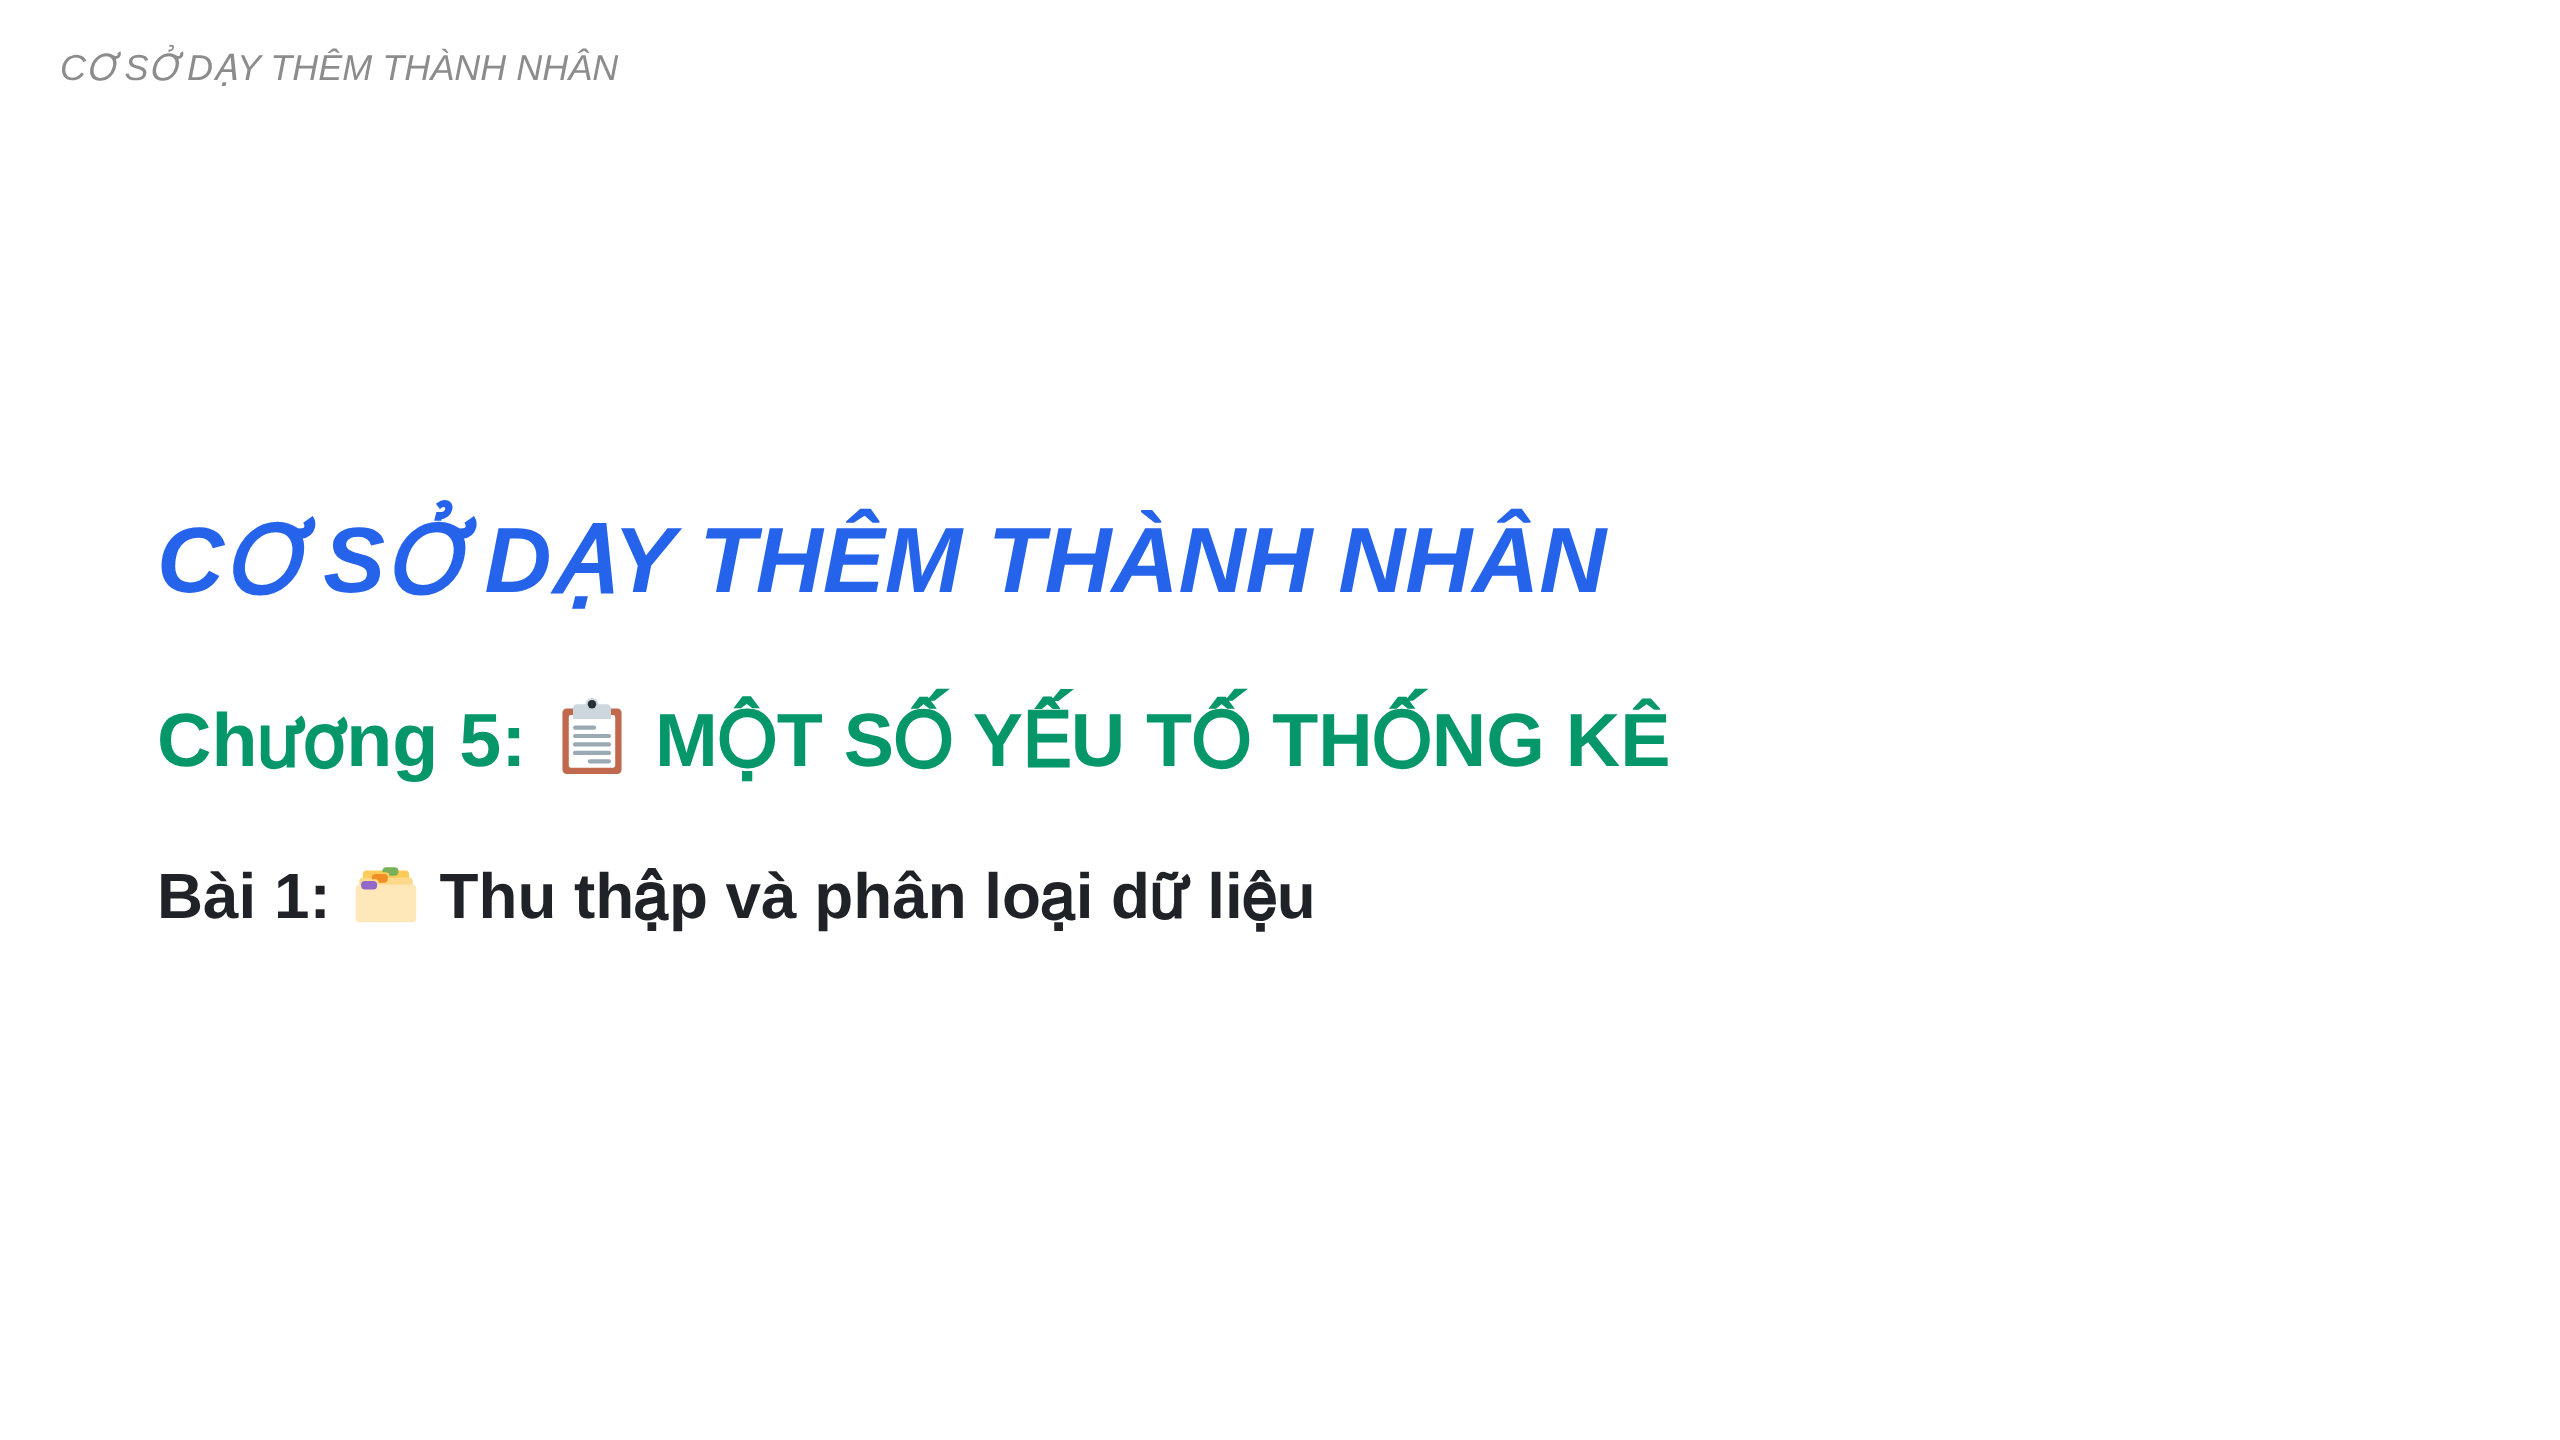 CƠ SỞ DẠY THÊM THÀNH NHÂN
CƠ SỞ DẠY THÊM THÀNH NHÂN
Chương 5: 📋 MỘT SỐ YẾU TỐ THỐNG KÊ
Bài 1: 🗂️ Thu thập và phân loại dữ liệu